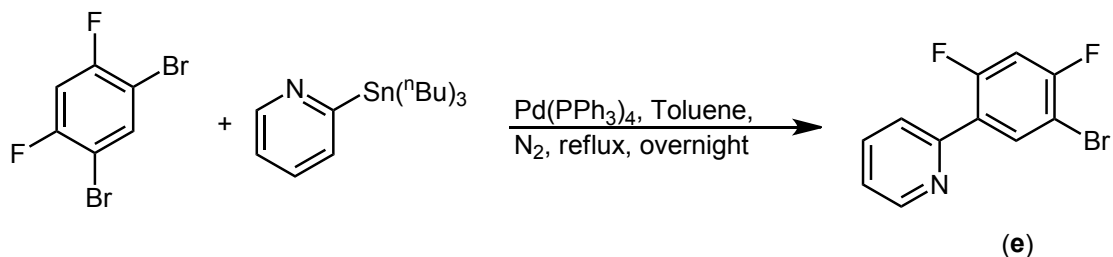 F
Br
F
Br
+
N
Sn(ⁿBu)₃
Pd(PPh₃)₄, Toluene,
N₂, reflux, overnight
F
F
Br
N
(e)